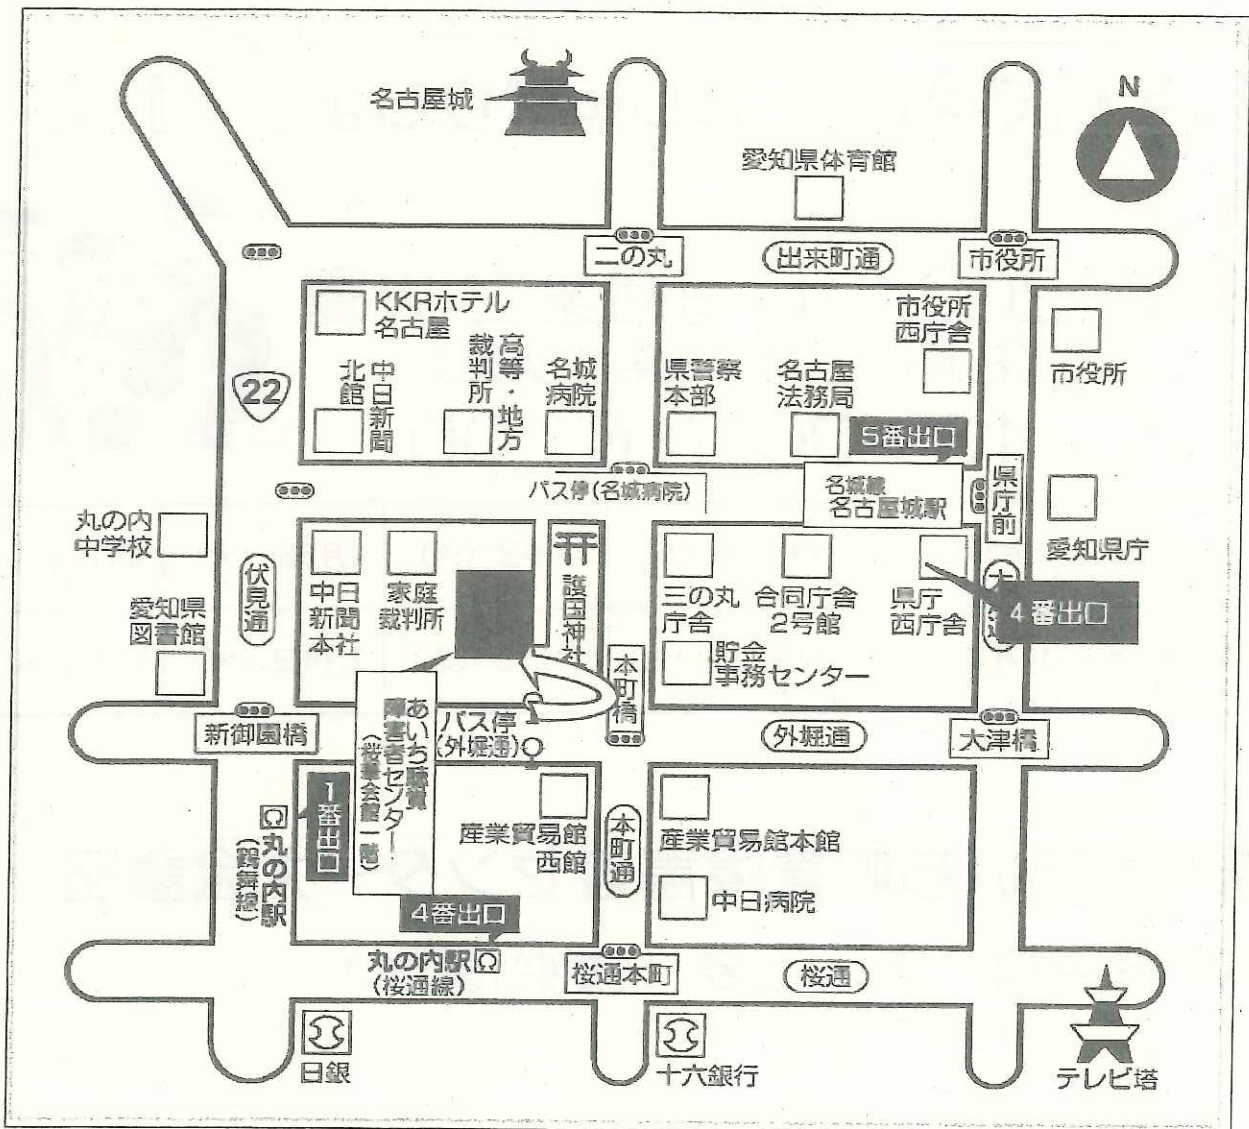 名古屋城
N
愛知県体育館
二の丸
出来町通
市役所
KKRホテル
名古屋
市役所
西庁舎
市役所
22
中日新聞
北館
高等・地方
裁判所
名城
病院
県警察
本部
名古屋
法務局
5番出口
バス停(名城病院)
名城線
名古屋城駅
県庁前
愛知県庁
丸の内
中学校
伏見通
愛知県
図書館
中日
新聞
本社
家庭
裁判所
護国神社
三の丸
庁舎
合同庁舎
2号館
県庁
西庁舎
4番出口
貯金
事務センター
本町橋
新御園橋
あいち聴覚
障害者センター
(桜華会館一階)
バス停
(外堀通)
外堀通
大津橋
1番出口
丸の内駅
(鶴舞線)
産業貿易館
西館
本町通
産業貿易館本館
中日病院
4番出口
丸の内駅
(桜通線)
桜通本町
桜通
日銀
十六銀行
テレビ塔